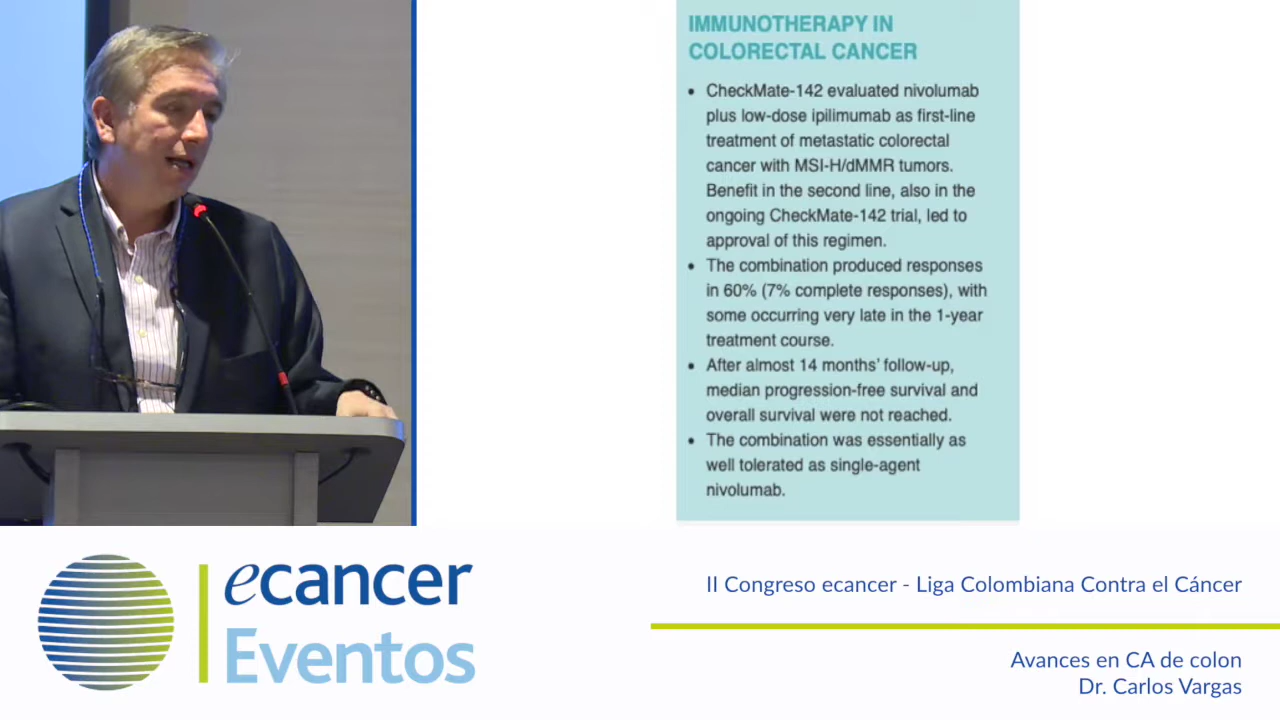 IMMUNOTHERAPY IN
COLORECTAL CANCER
• CheckMate-142 evaluated nivolumab
plus low-dose ipilimumab as first-line
treatment of metastatic colorectal
cancer with MSI-H/dMMR tumors.
Benefit in the second line, also in the
ongoing CheckMate-142 trial, led to
approval of this regimen.
• The combination produced responses
in 60% (7% complete responses), with
some occurring very late in the 1-year
treatment course.
• After almost 14 months' follow-up,
median progression-free survival and
overall survival were not reached.
• The combination was essentially as
well tolerated as single-agent
nivolumab.
ecancer
Eventos
II Congreso ecancer - Liga Colombiana Contra el Cáncer
Avances en CA de colon
Dr. Carlos Vargas